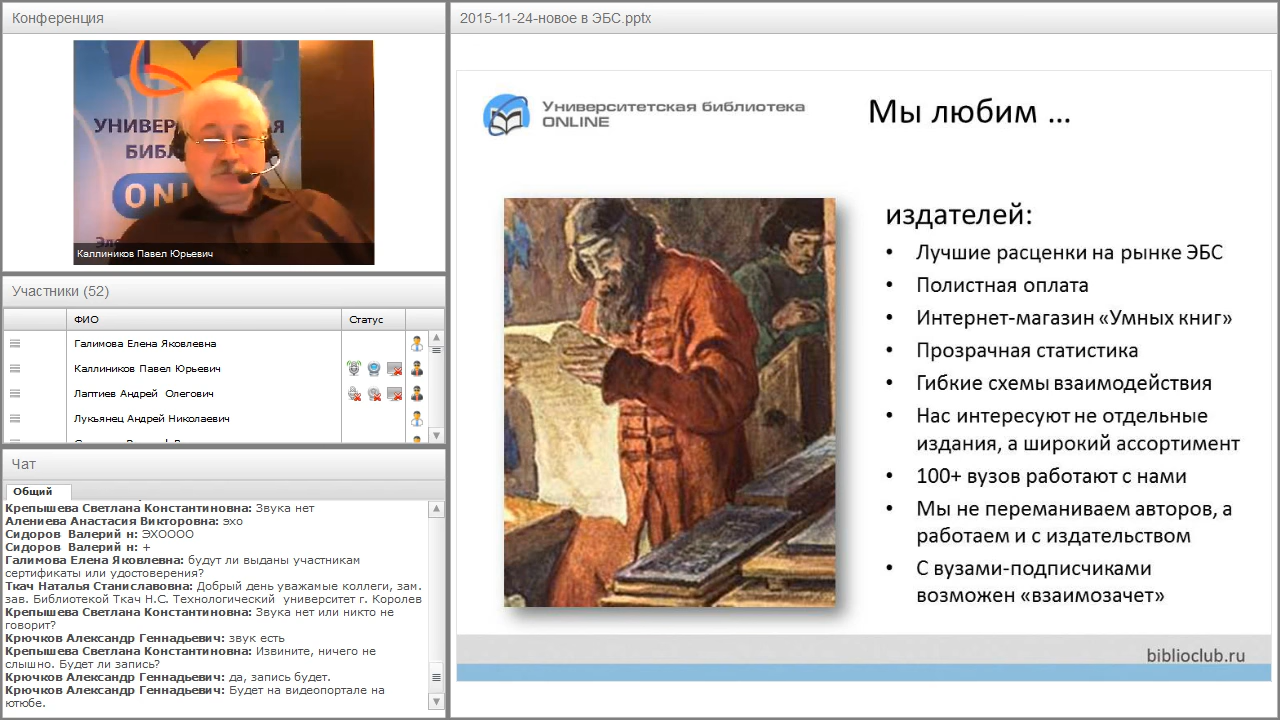 Конференция
УНИВЕР АЯ
БИБЛ
ONL
Каллиников Павел Юрьевич
Участники (52)
ФИО
Статус
Галимова Елена Яковлевна
Каллиников Павел Юрьевич
Лаптиев Андрей Олегович
Лукьянец Андрей Николаевич
Чат
Общий
Крепышева Светлана Константиновна: Звука нет
Алениева Анастасия Викторовна: эхо
Сидоров Валерий н: ЭХОООО
Сидоров Валерий н: +
Галимова Елена Яковлевна: будут ли выданы участникам
сертификаты или удостоверения?
Ткач Наталья Станиславовна: Добрый день уважамые коллеги, зам.
зав. Библиотекой Ткач Н.С. Технологический университет г. Королев
Крепышева Светлана Константиновна: Звука нет или никто не
говорит?
Крючков Александр Геннадьевич: звук есть
Крепышева Светлана Константиновна: Извините, ничего не
слышно. Будет ли запись?
Крючков Александр Геннадьевич: да, запись будет.
Крючков Александр Геннадьевич: Будет на видеопортале на
ютюбе.
2015-11-24-новое в ЭБС.pptx
Университетская библиотека
ONLINE
Мы любим ...
издателей:
• Лучшие расценки на рынке ЭБС
• Полистная оплата
• Интернет-магазин «Умных книг»
• Прозрачная статистика
• Гибкие схемы взаимодействия
• Нас интересуют не отдельные
издания, а широкий ассортимент
• 100+ вузов работают с нами
• Мы не переманиваем авторов, а
работаем и с издательством
• С вузами-подписчиками
возможен «взаимозачет»
biblioclub.ru